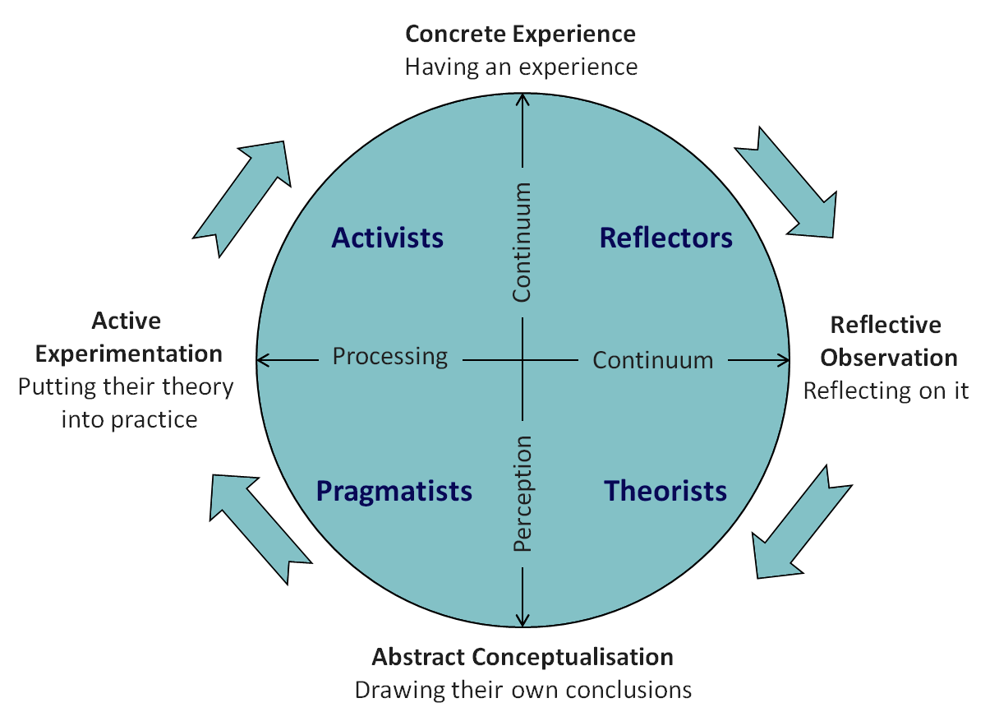 Concrete Experience
Having an experience
Activists
Continuum
Reflectors
Active
Experimentation
Putting their theory
into practice
Processing
Continuum
Reflective
Observation
Reflecting on it
Pragmatists
Perception
Theorists
Abstract Conceptualisation
Drawing their own conclusions